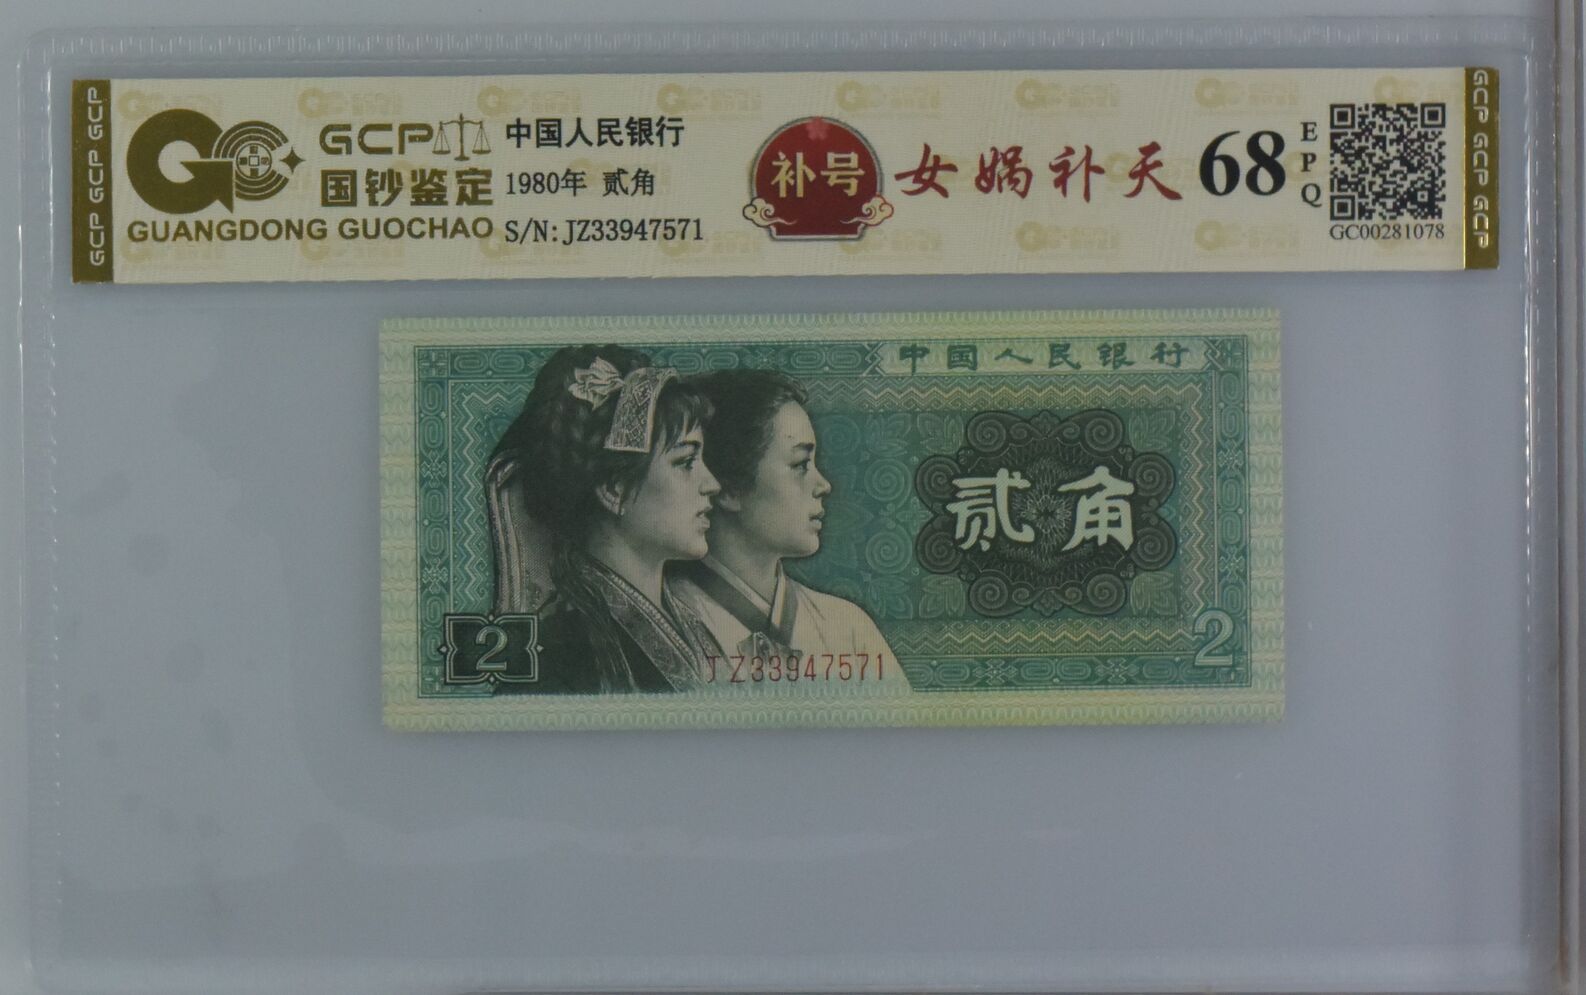 GCP GCP GCP
GC
GCP
国钞鉴定
GUANGDONG GUOCHAO
中国人民银行
1980年 贰角
S/N: JZ33947571
补号
女娲补天
68
EPQ
GC00281078
GCP GCP GCP
中国人民银行
贰角
2
2
JZ33947571